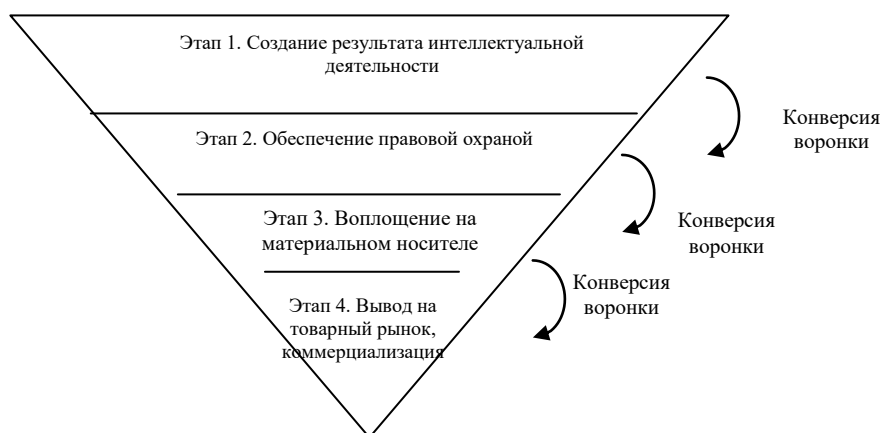 Этап 1. Создание результата интеллектуальной
деятельности
Конверсия
воронки
Этап 2. Обеспечение правовой охраной
Конверсия
воронки
Этап 3. Воплощение на
материальном носителе
Конверсия
воронки
Этап 4. Вывод на
товарный рынок,
коммерциализация